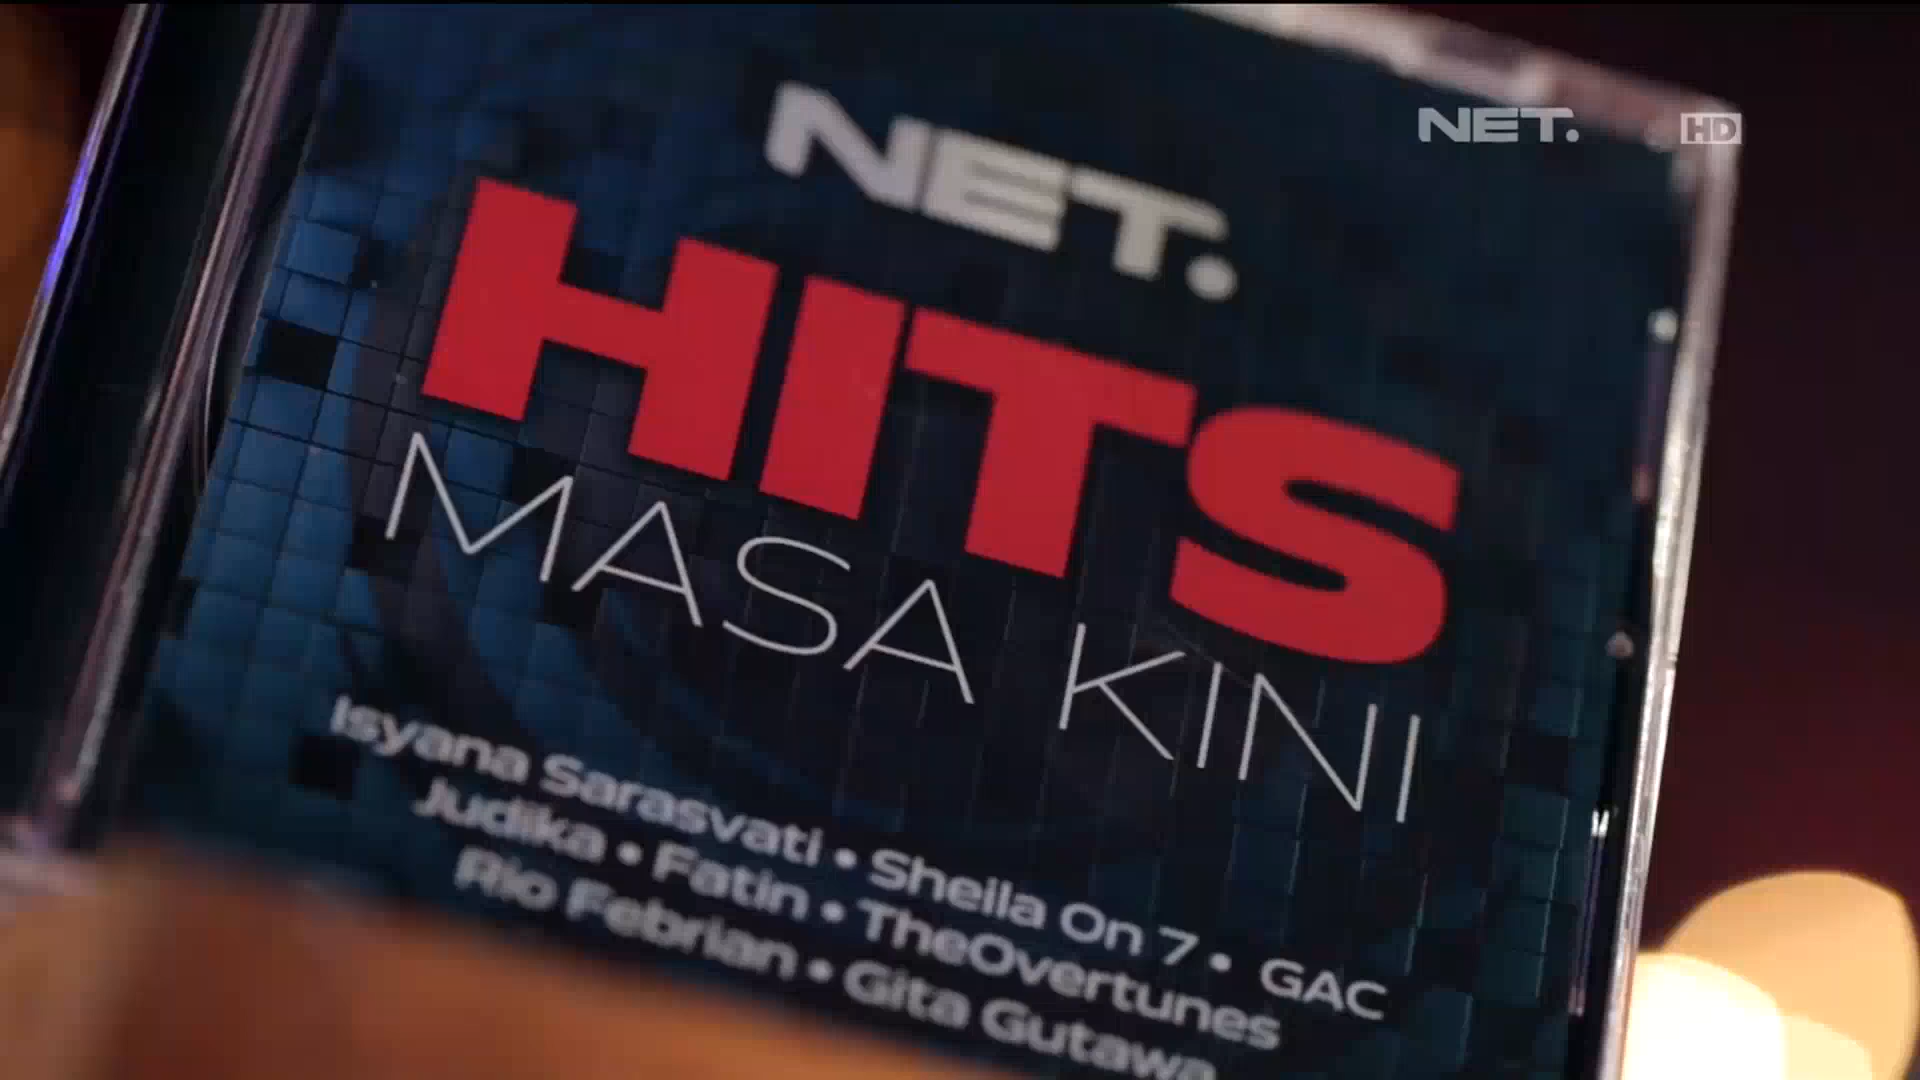 NET.
HITS
MASA KINI
Isyana Sarasvati • Sheila On 7 • GAC
Judika • Fatin • TheOvertunes
Rio Febrian • Gita Gutawa
NET. HD